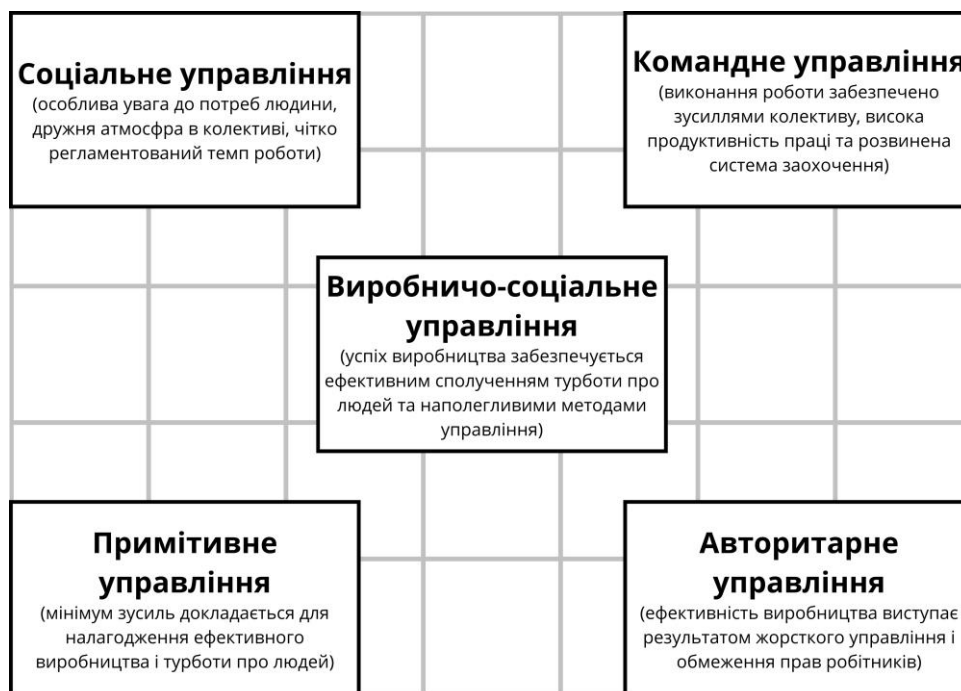 Соціальне управління
(особлива увага до потреб людини,
дружня атмосфра в колективі, чітко
регламентований темп роботи)
Командне управління
(виконання роботи забезпечено
зусиллями колективу, висока
продуктивність праці та розвинена
система заохочення)
Виробничо-соціальне
управління
(успіх виробництва забезпечується
ефективним сполученням турботи про
людей та наполегливими методами
управління)
Примітивне
управління
(мінімум зусиль докладається для
налагодження ефективного
виробництва і турботи про людей)
Авторитарне
управління
(ефективність виробництва виступає
результатом жорсткого управління і
обмеження прав робітників)